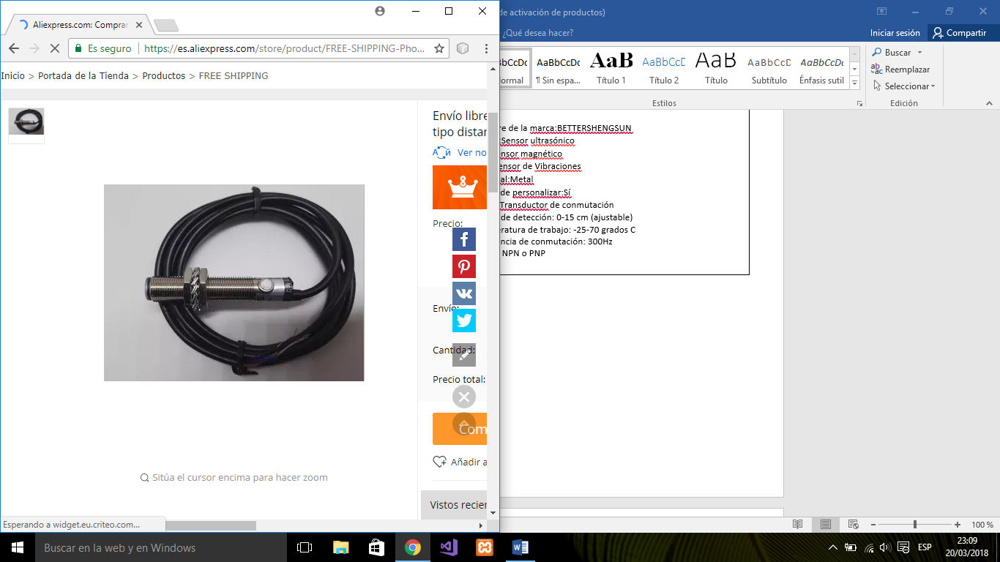 Aliexpress.com: Comprar
Es seguro
https://es.aliexpress.com/store/product/FREE-SHIPPING-Pho...
Inicio > Portada de la Tienda > Productos > FREE SHIPPING
Envío libre
tipo distan
Ver no
8
Precio:
Envío:
Cantidad:
Precio total:
Com
Añadir a
Vistos recien
Sitúa el cursor encima para hacer zoom
Esperando a widget.eu.criteo.com...
de activación de productos)
¿Qué desea hacer?
Iniciar sesión
Compartir
AaBbCcDc
ormal
AaBbCcDc
¶ Sin espa...
AaB
Título 1
AaBbCcD
Título 2
AaB
Título
AaBbCcD
Subtítulo
AaBbCcDc
Énfasis sutil
Estilos
Buscar
Reemplazar
Seleccionar
Edición
re de la marca:BETTERSHENGSUN
:Sensor ultrasónico
ensor magnético
ensor de Vibraciones
al:Metal
de personalizar:Sí
Transductor de conmutación
de detección: 0-15 cm (ajustable)
eratura de trabajo: -25-70 grados C
ncia de conmutación: 300Hz
NPN o PNP
100 %
Buscar en la web y en Windows
ESP
23:09
20/03/2018